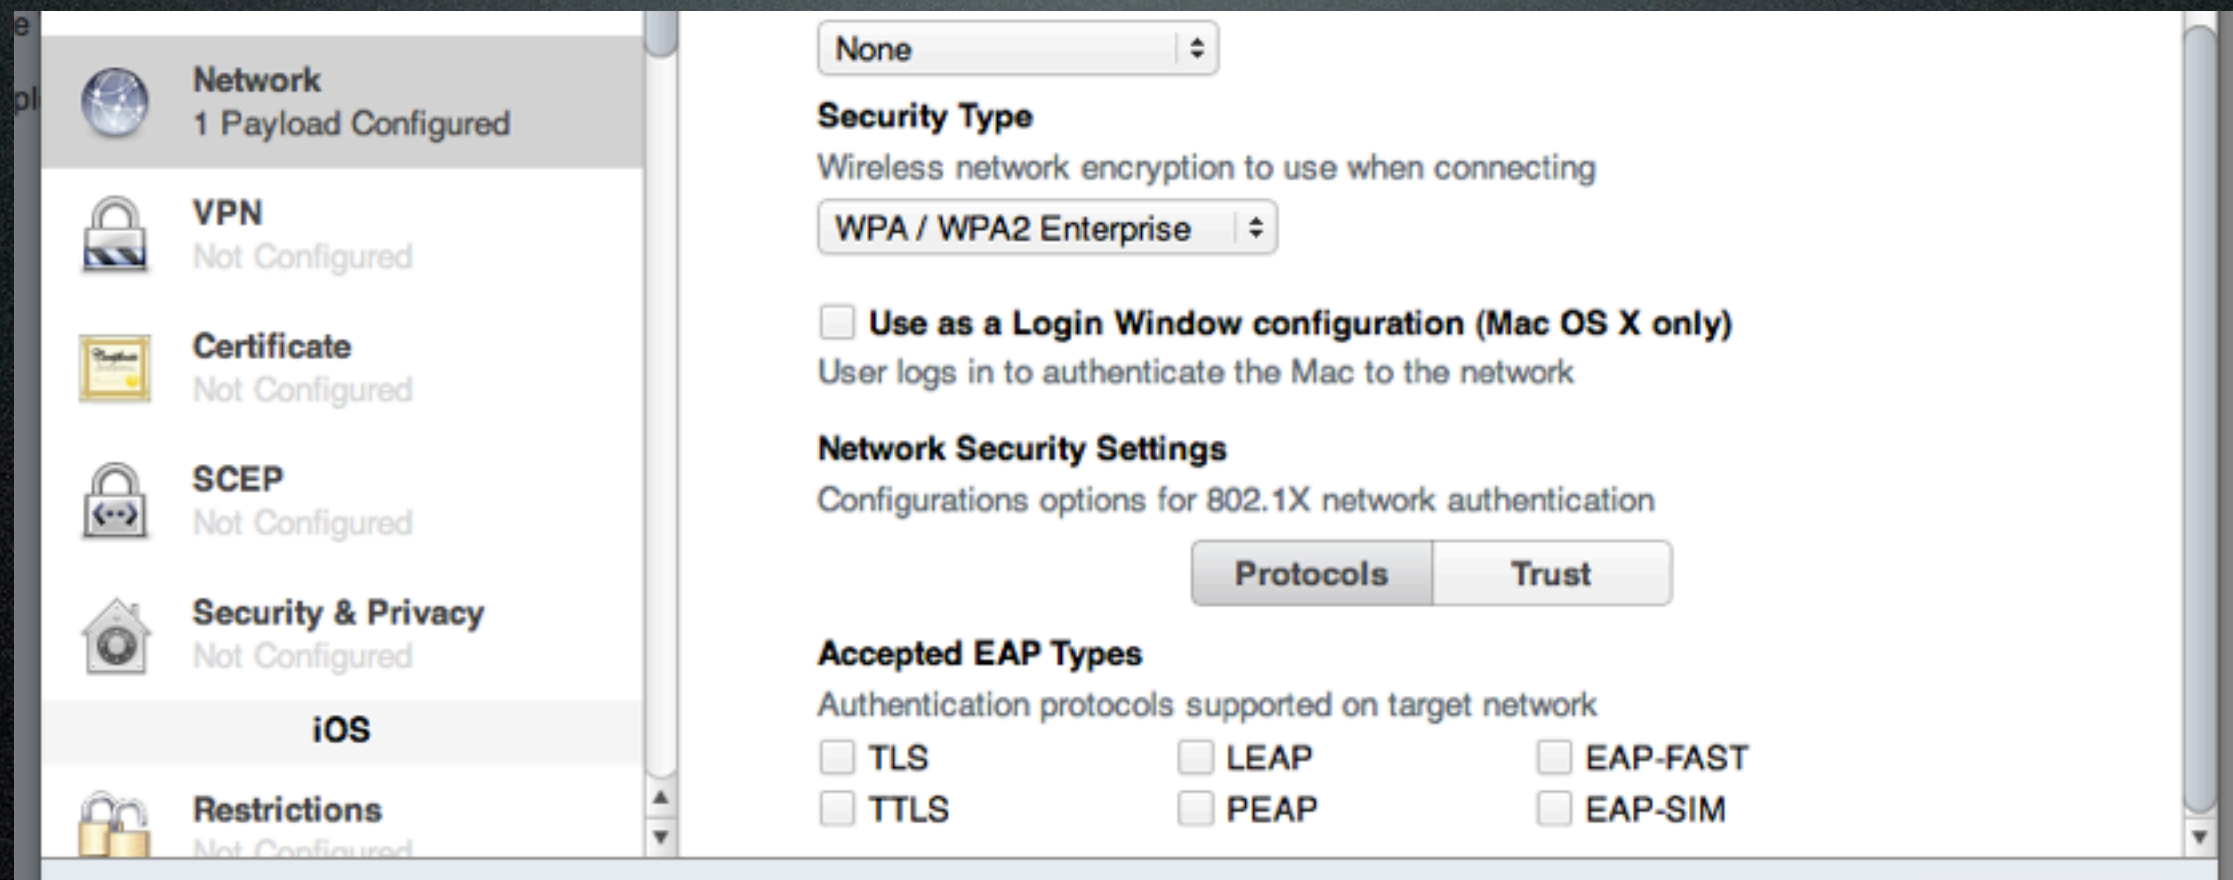 e
pl
Network
1 Payload Configured
VPN
Not Configured
Certificate
Not Configured
SCEP
Not Configured
Security & Privacy
Not Configured
iOS
Restrictions
Not Configured
None
Security Type
Wireless network encryption to use when connecting
WPA / WPA2 Enterprise
Use as a Login Window configuration (Mac OS X only)
User logs in to authenticate the Mac to the network
Network Security Settings
Configurations options for 802.1X network authentication
Protocols Trust
Accepted EAP Types
Authentication protocols supported on target network
TLS LEAP EAP-FAST
TTLS PEAP EAP-SIM